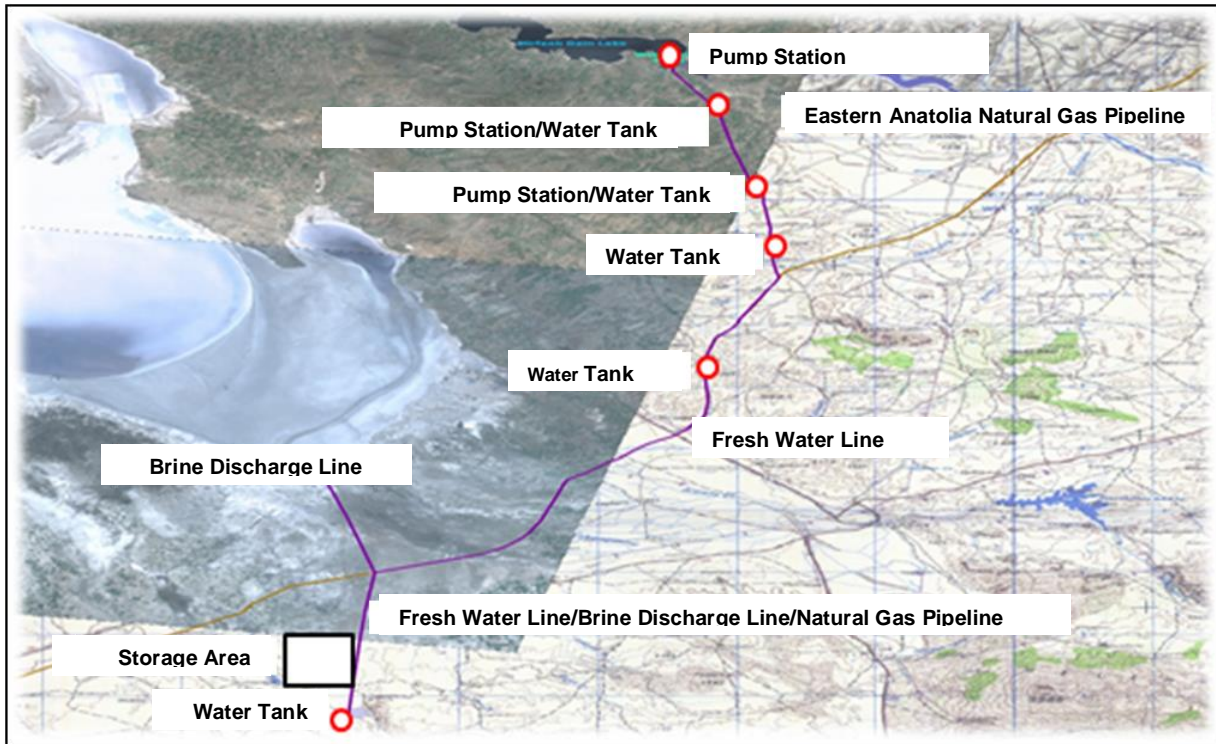 Pump Station
Pump Station/Water Tank
Eastern Anatolia Natural Gas Pipeline
Pump Station/Water Tank
Water Tank
Water Tank
Fresh Water Line
Brine Discharge Line
Fresh Water Line/Brine Discharge Line/Natural Gas Pipeline
Storage Area
Water Tank